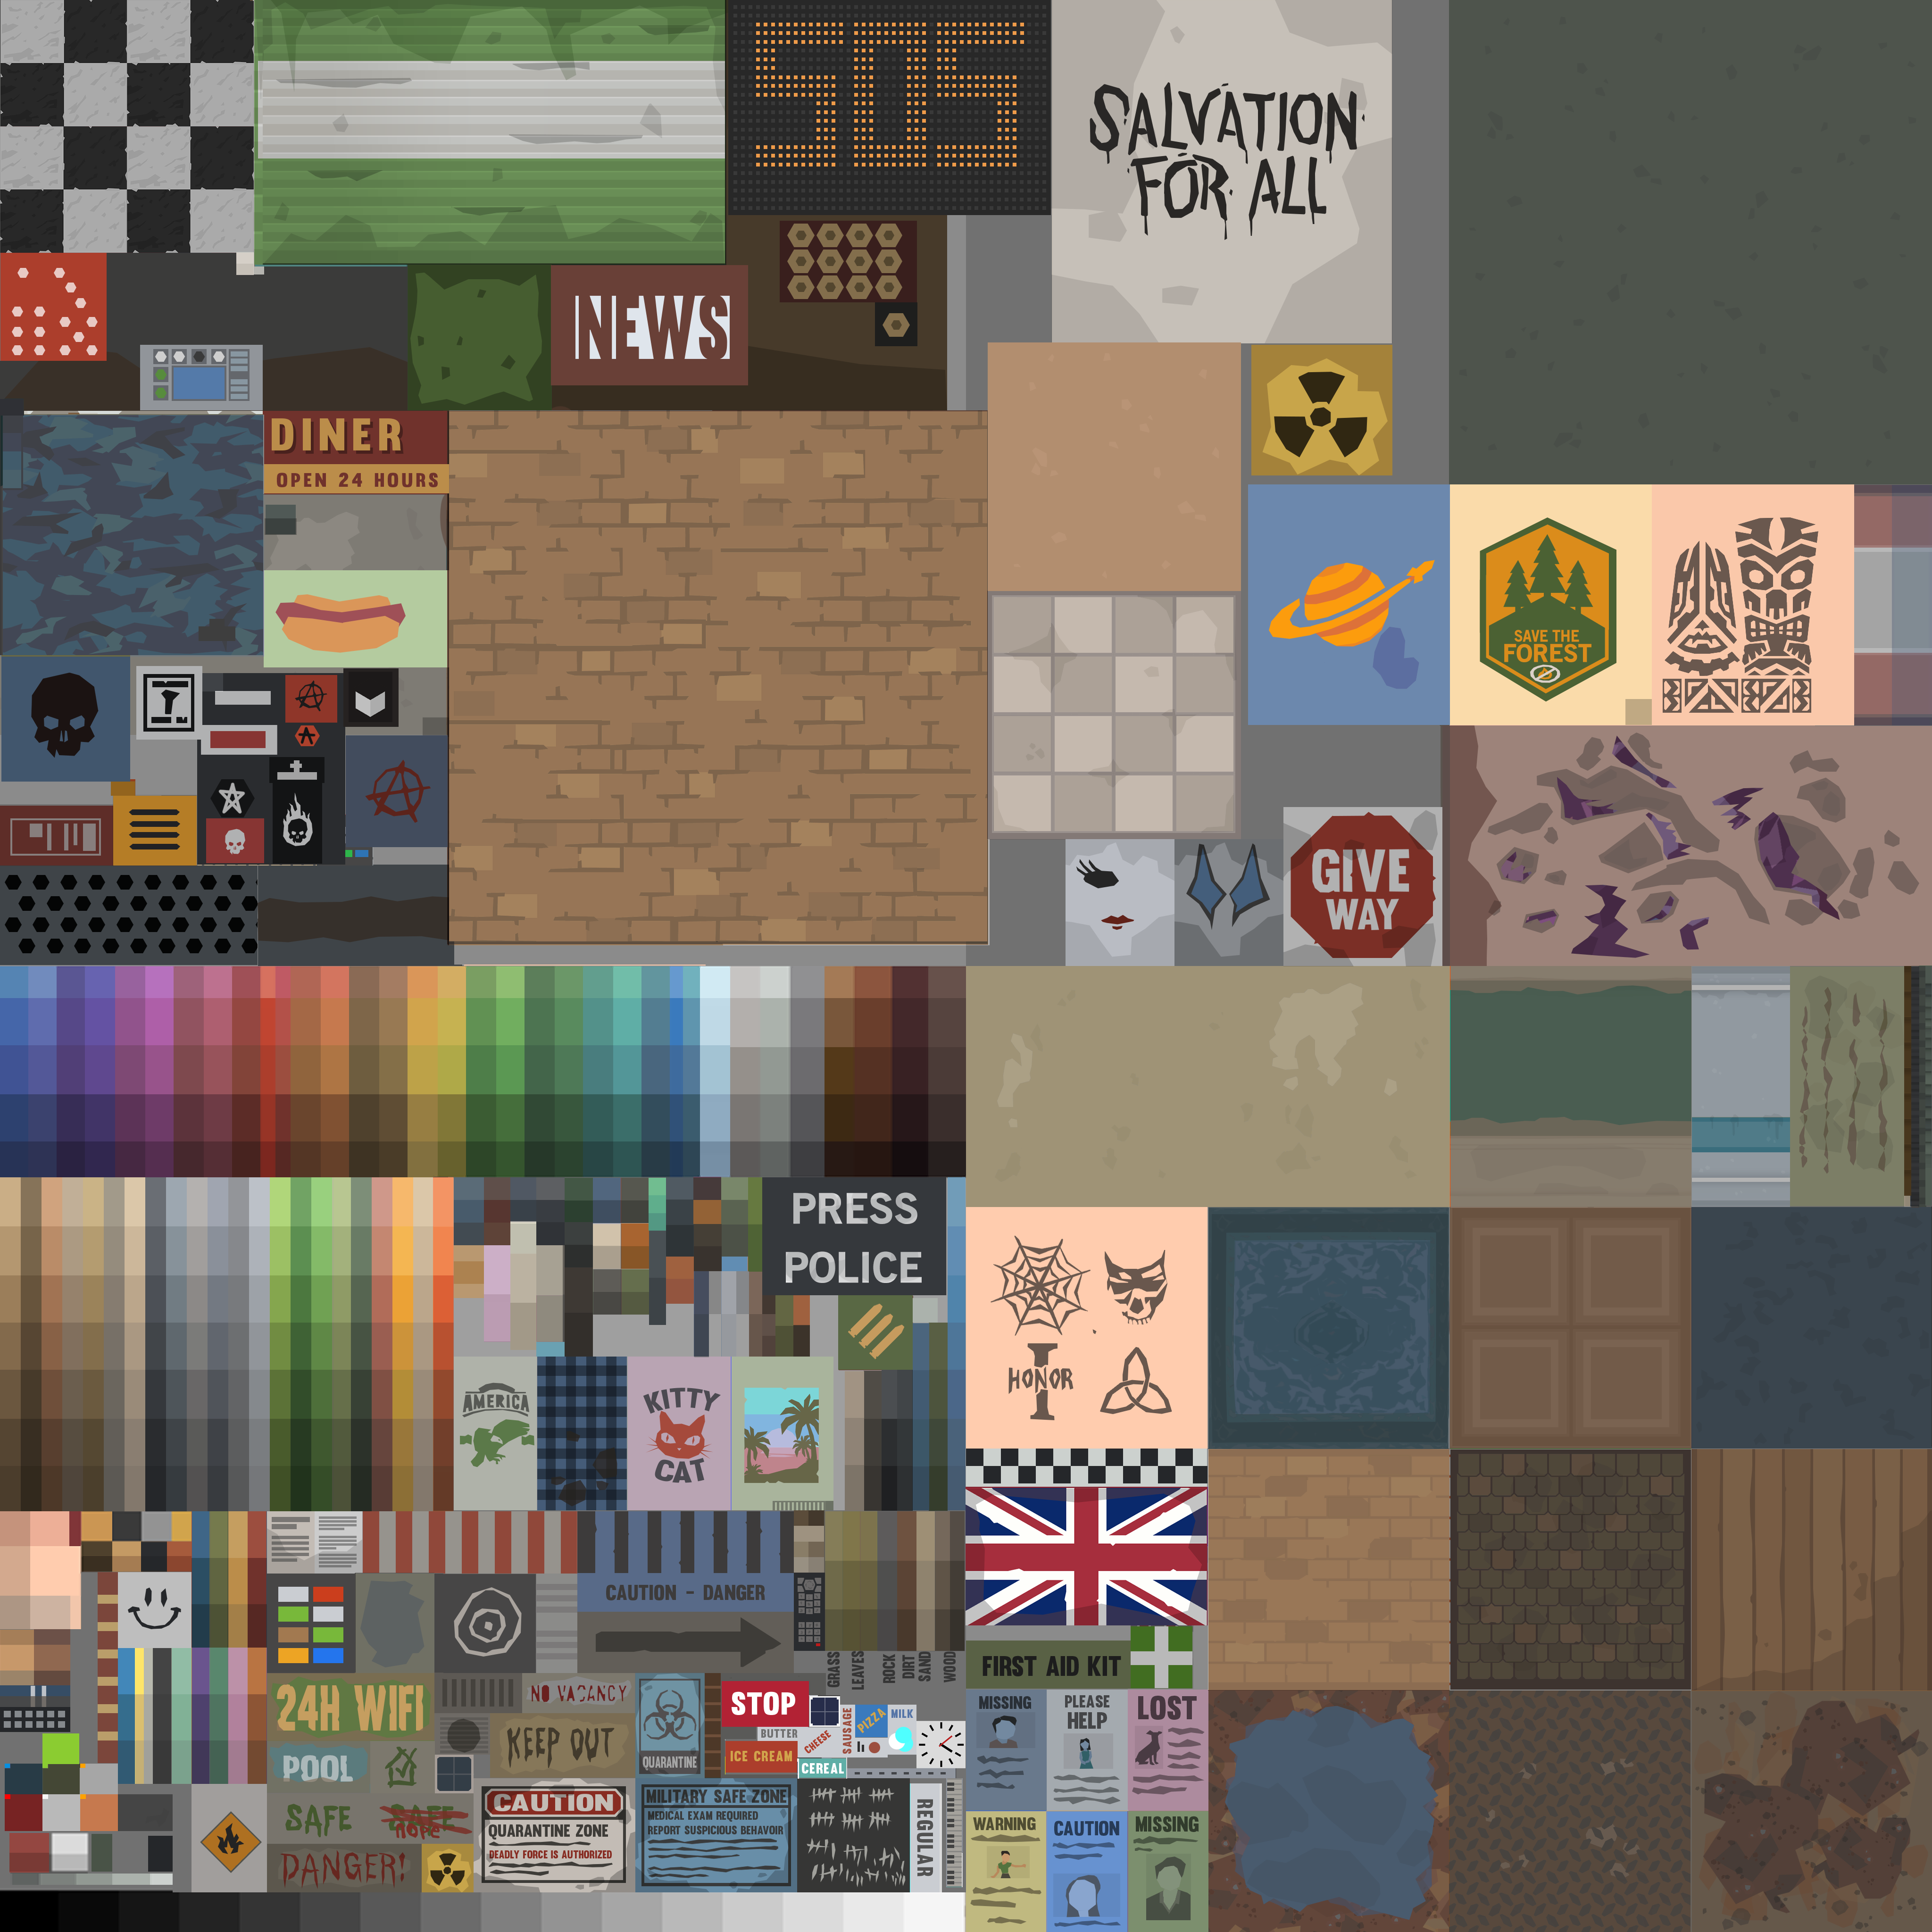 505
SALVATION
FOR ALL
NEWS
DINER
OPEN 24 HOURS
SAVE THE
FOREST
GIVE
WAY
PRESS
POLICE
AMERICA
KITTY
CAT
HONOR
CAUTION - DANGER
GRASS
LEAVES
ROCK
DIRT
SAND
WOOD
FIRST AID KIT
24H WIFI
NO VACANCY
KEEP OUT
QUARANTINE
STOP
BUTTER
ICE CREAM
CHEESE
SAUSAGE
PIZZA
MILK
CEREAL
POOL
SAFE
SAFE
NOPE
DANGER!
CAUTION
QUARANTINE ZONE
DEADLY FORCE IS AUTHORIZED
MILITARY SAFE ZONE
MEDICAL EXAM REQUIRED
REPORT SUSPICIOUS BEHAVOIR
REGULAR
MISSING
PLEASE
HELP
LOST
WARNING
CAUTION
MISSING